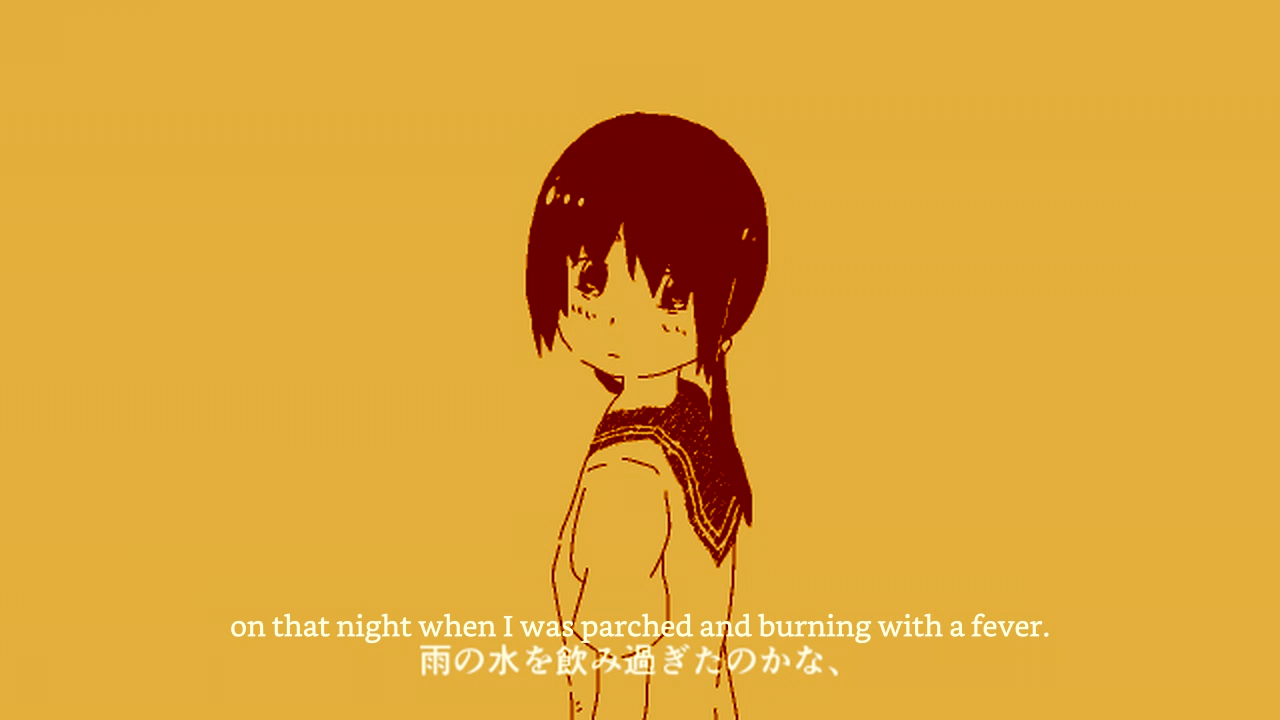 on that night when I was parched and burning with a fever.
雨の水を飲み過ぎたのかな、